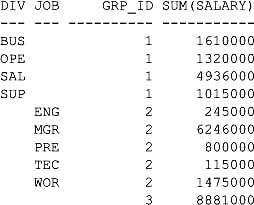 DIV JOB     GRP_ID SUM(SALARY)
--- --- ---------- -----------
BUS              1     1610000
OPE              1     1320000
SAL              1     4936000
SUP              1     1015000
    ENG          2      245000
    MGR          2     6246000
    PRE          2      800000
    TEC          2      115000
    WOR          2     1475000
                 3     8881000